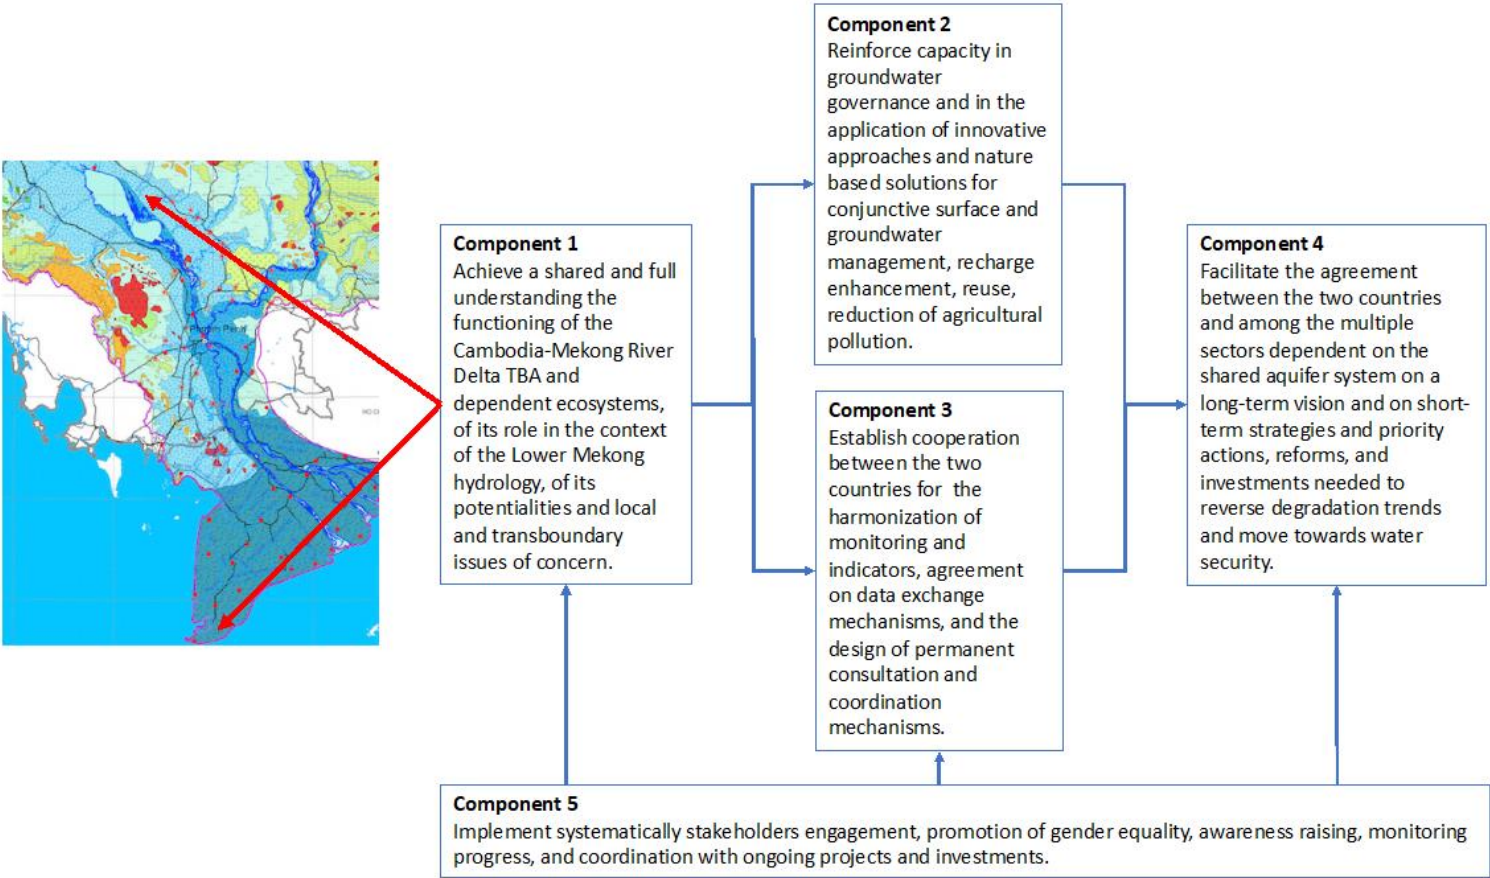 Component 1
Achieve a shared and full
understanding the
functioning of the
Cambodia-Mekong River
Delta TBA and
dependent ecosystems,
of its role in the context
of the Lower Mekong
hydrology, of its
potentialities and local
and transboundary
issues of concern.
Component 2
Reinforce capacity in
groundwater
governance and in the
application of innovative
approaches and nature
based solutions for
conjunctive surface and
groundwater
management, recharge
enhancement, reuse,
reduction of agricultural
pollution.
Component 3
Establish cooperation
between the two
countries for the
harmonization of
monitoring and
indicators, agreement
on data exchange
mechanisms, and the
design of permanent
consultation and
coordination
mechanisms.
Component 4
Facilitate the agreement
between the two countries
and among the multiple
sectors dependent on the
shared aquifer system on a
long-term vision and on short-
term strategies and priority
actions, reforms, and
investments needed to
reverse degradation trends
and move towards water
security.
Component 5
Implement systematically stakeholders engagement, promotion of gender equality, awareness raising, monitoring
progress, and coordination with ongoing projects and investments.